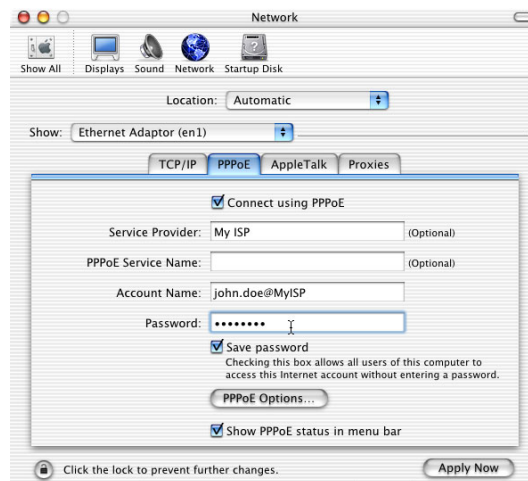 Network
Show All Displays Sound Network Startup Disk
Location: Automatic
Show: Ethernet Adaptor (en1)
TCP/IP PPPoE AppleTalk Proxies
Connect using PPPoE
Service Provider: My ISP (Optional)
PPPoE Service Name: (Optional)
Account Name: john.doe@MyISP
Password: ••••••••
Save password
Checking this box allows all users of this computer to
access this Internet account without entering a password.
PPPoE Options...
Show PPPoE status in menu bar
Click the lock to prevent further changes. Apply Now